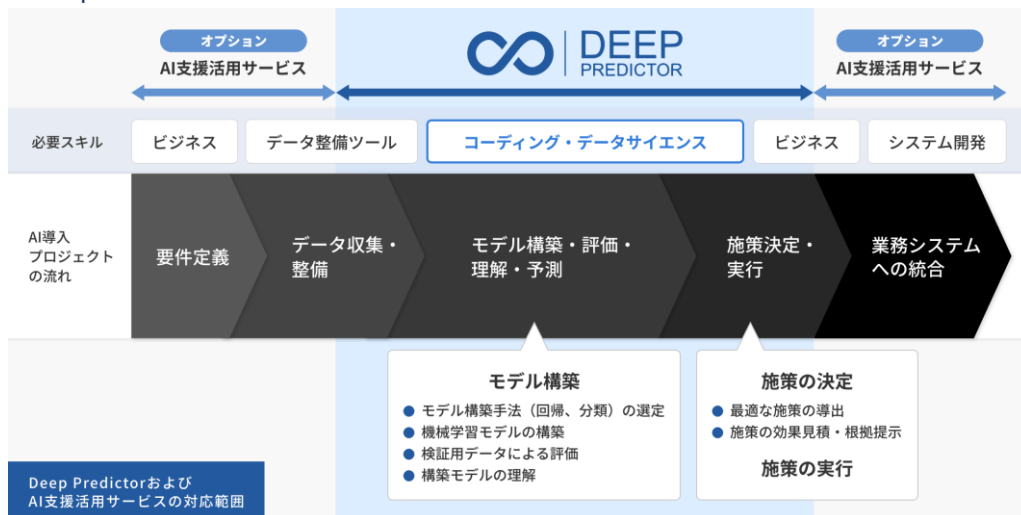 オプション
AI支援活用サービス
DEEP
PREDICTOR
オプション
AI支援活用サービス
必要スキル
ビジネス
データ整備ツール
コーディング・データサイエンス
ビジネス
システム開発
AI導入
プロジェクト
の流れ
要件定義
データ収集・
整備
モデル構築・評価・
理解・予測
施策決定・
実行
業務システム
への統合
モデル構築
● モデル構築手法（回帰、分類）の選定
● 機械学習モデルの構築
● 検証用データによる評価
● 構築モデルの理解
施策の決定
● 最適な施策の導出
● 施策の効果見積・根拠提示
施策の実行
Deep Predictorおよび
AI支援活用サービスの対応範囲